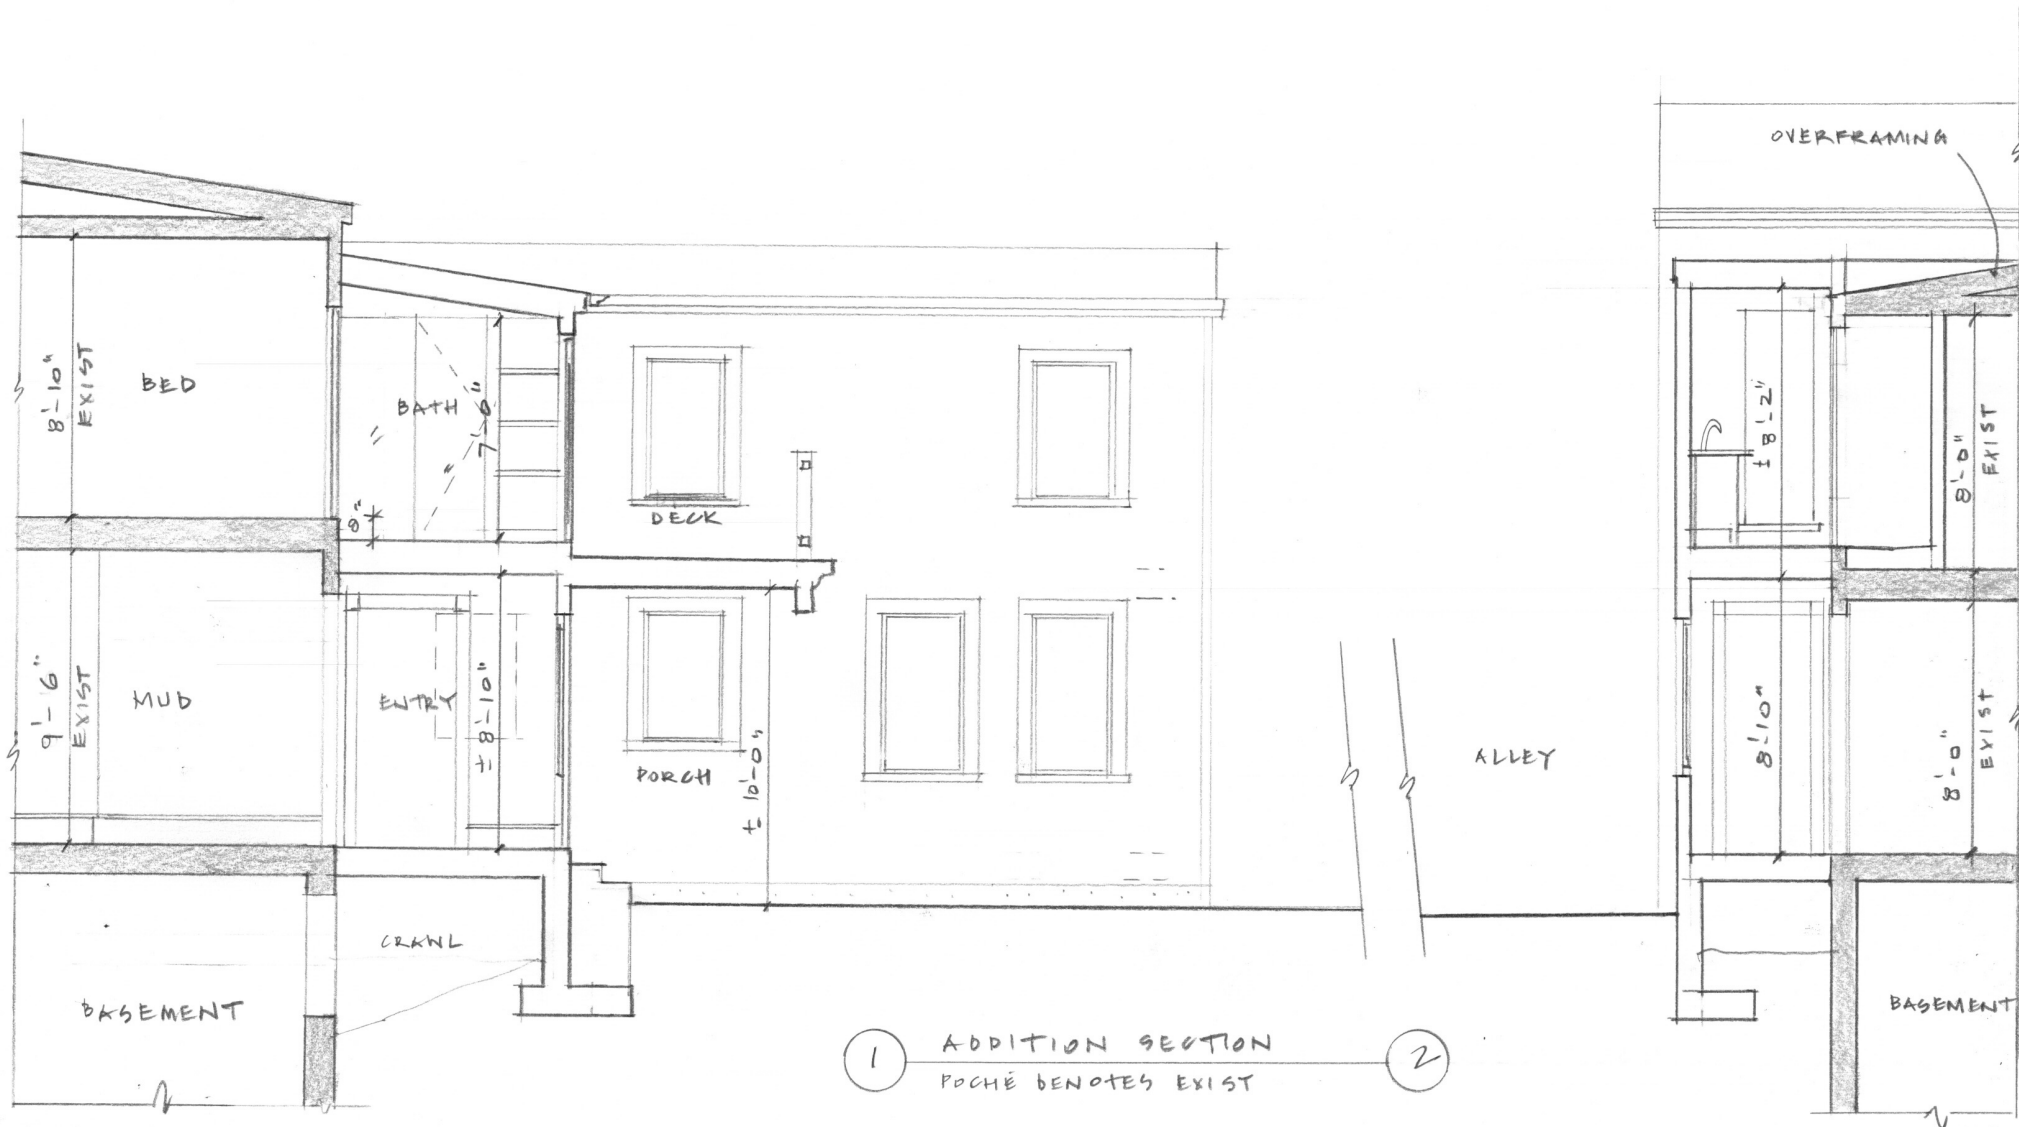 OVERFRAMING
8'-10"
EXIST
BED
BATH
7'-6"
8"
DECK
± 8'-2"
8'-0"
EXIST
9'-6"
EXIST
MUD
ENTRY
± 8'-10"
PORCH
± 10'-0"
ALLEY
8'-10"
8'-0"
EXIST
CRAWL
BASEMENT
BASEMENT
1 ADDITION SECTION 2
POCHÉ DENOTES EXIST